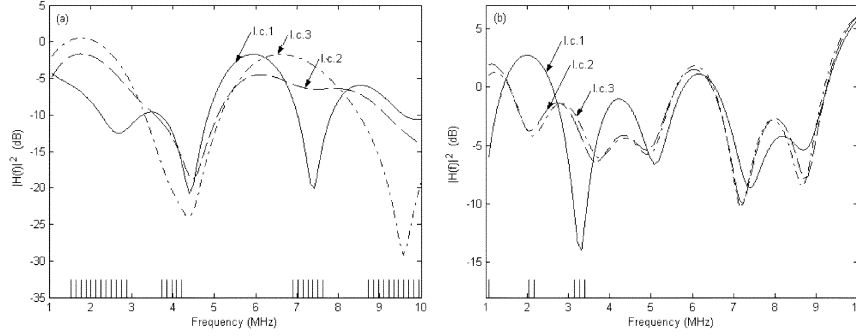 (a)
l.c.1
l.c.3
l.c.2
|H(f)|² (dB)
5
0
-5
-10
-15
-20
-25
-30
-35
1 2 3 4 5 6 7 8 9 10
Frequency (MHz)
(b)
l.c.1
l.c.2
l.c.3
|H(f)|² (dB)
5
0
-5
-10
-15
1 2 3 4 5 6 7 8 9 10
Frequency (MHz)